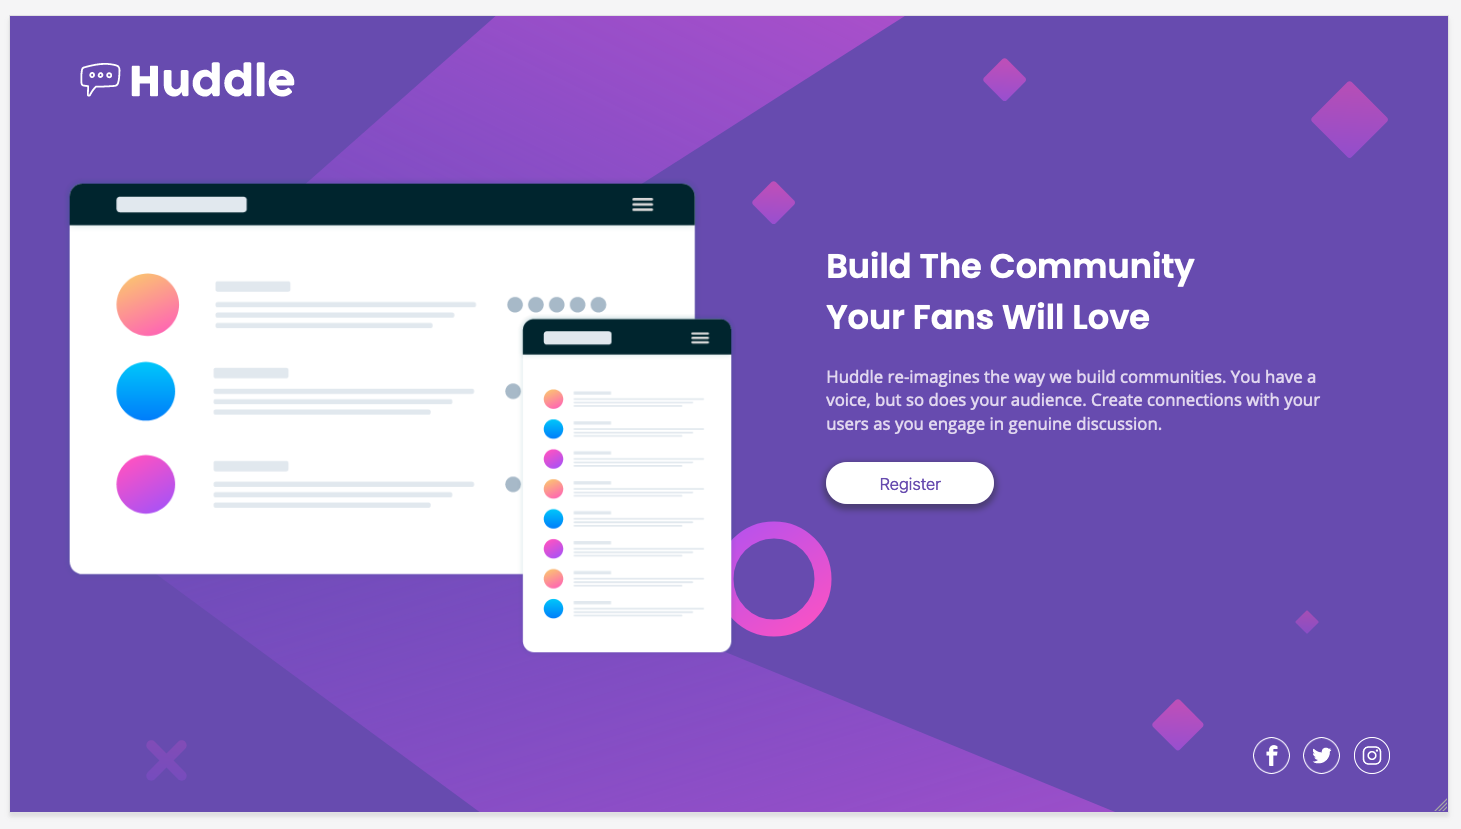 Huddle
Build The Community
Your Fans Will Love
Huddle re-imagines the way we build communities. You have a
voice, but so does your audience. Create connections with your
users as you engage in genuine discussion.
Register